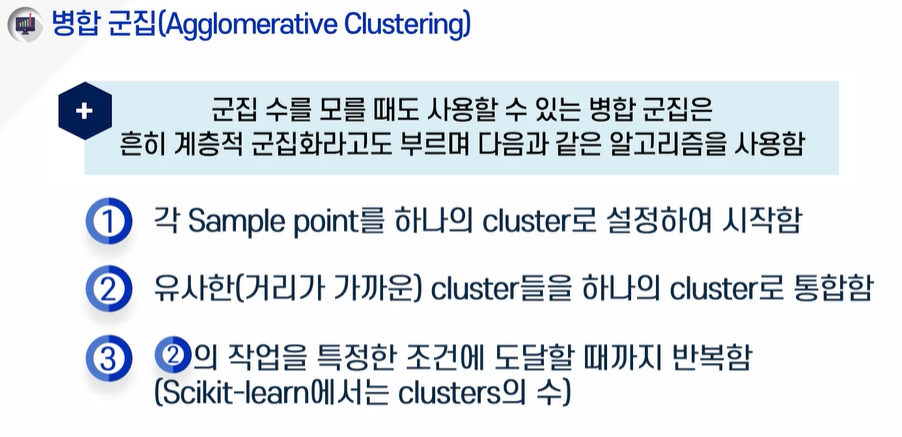 병합 군집(Agglomerative Clustering)
군집 수를 모를 때도 사용할 수 있는 병합 군집은
흔히 계층적 군집화라고도 부르며 다음과 같은 알고리즘을 사용함
1 각 Sample point를 하나의 cluster로 설정하여 시작함
2 유사한(거리가 가까운) cluster들을 하나의 cluster로 통합함
3 2의 작업을 특정한 조건에 도달할 때까지 반복함
(Scikit-learn에서는 clusters의 수)